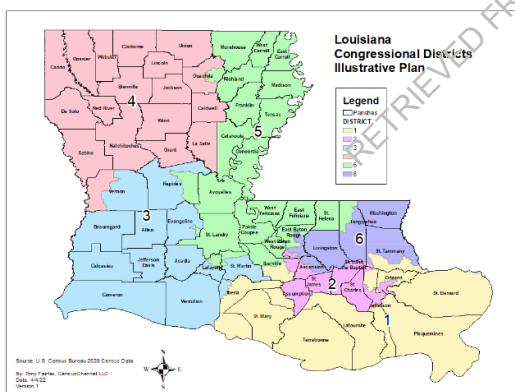 RETRIEVED FR
Louisiana
Congressional Districts
Illustrative Plan
Legend
Parishes
DISTRICT
1
2
3
5
6
Caddo
Bossier
Webster
Claiborne
Union
Morehouse
West
Carroll
East
Carroll
Lincoln
Ouachita
Richland
Madison
Bienville
Jackson
4
De Soto
Red River
Caldwell
Franklin
Tensas
Winn
Natchitoches
Sabine
Grant
La Salle
Catahoula
5
Concordia
Vernon
Rapides
Avoyelles
3
Beauregard
Allen
Evangeline
St. Landry
Pointe
Coupee
West
Feliciana
East
Feliciana
St.
Helena
Tangipahoa
Washington
East Baton
Rouge
West Baton
Rouge
Livingston
6
St. Tammany
Calcasieu
Jefferson
Davis
Acadia
Lafayette
St. Martin
Iberville
Ascension
St. John
the Baptist
Orleans
Cameron
Vermilion
Iberia
St.
James
2
St.
Charles
Assumption
Jefferson
St. Bernard
St. Mary
Lafourche
1
Plaquemines
Terrebonne
Source: U.S. Census Bureau 2020 Census Data
By: Tony Fairfax, CensusChannel LLC
Date: 4/4/22
Version 1
N
W
E
S